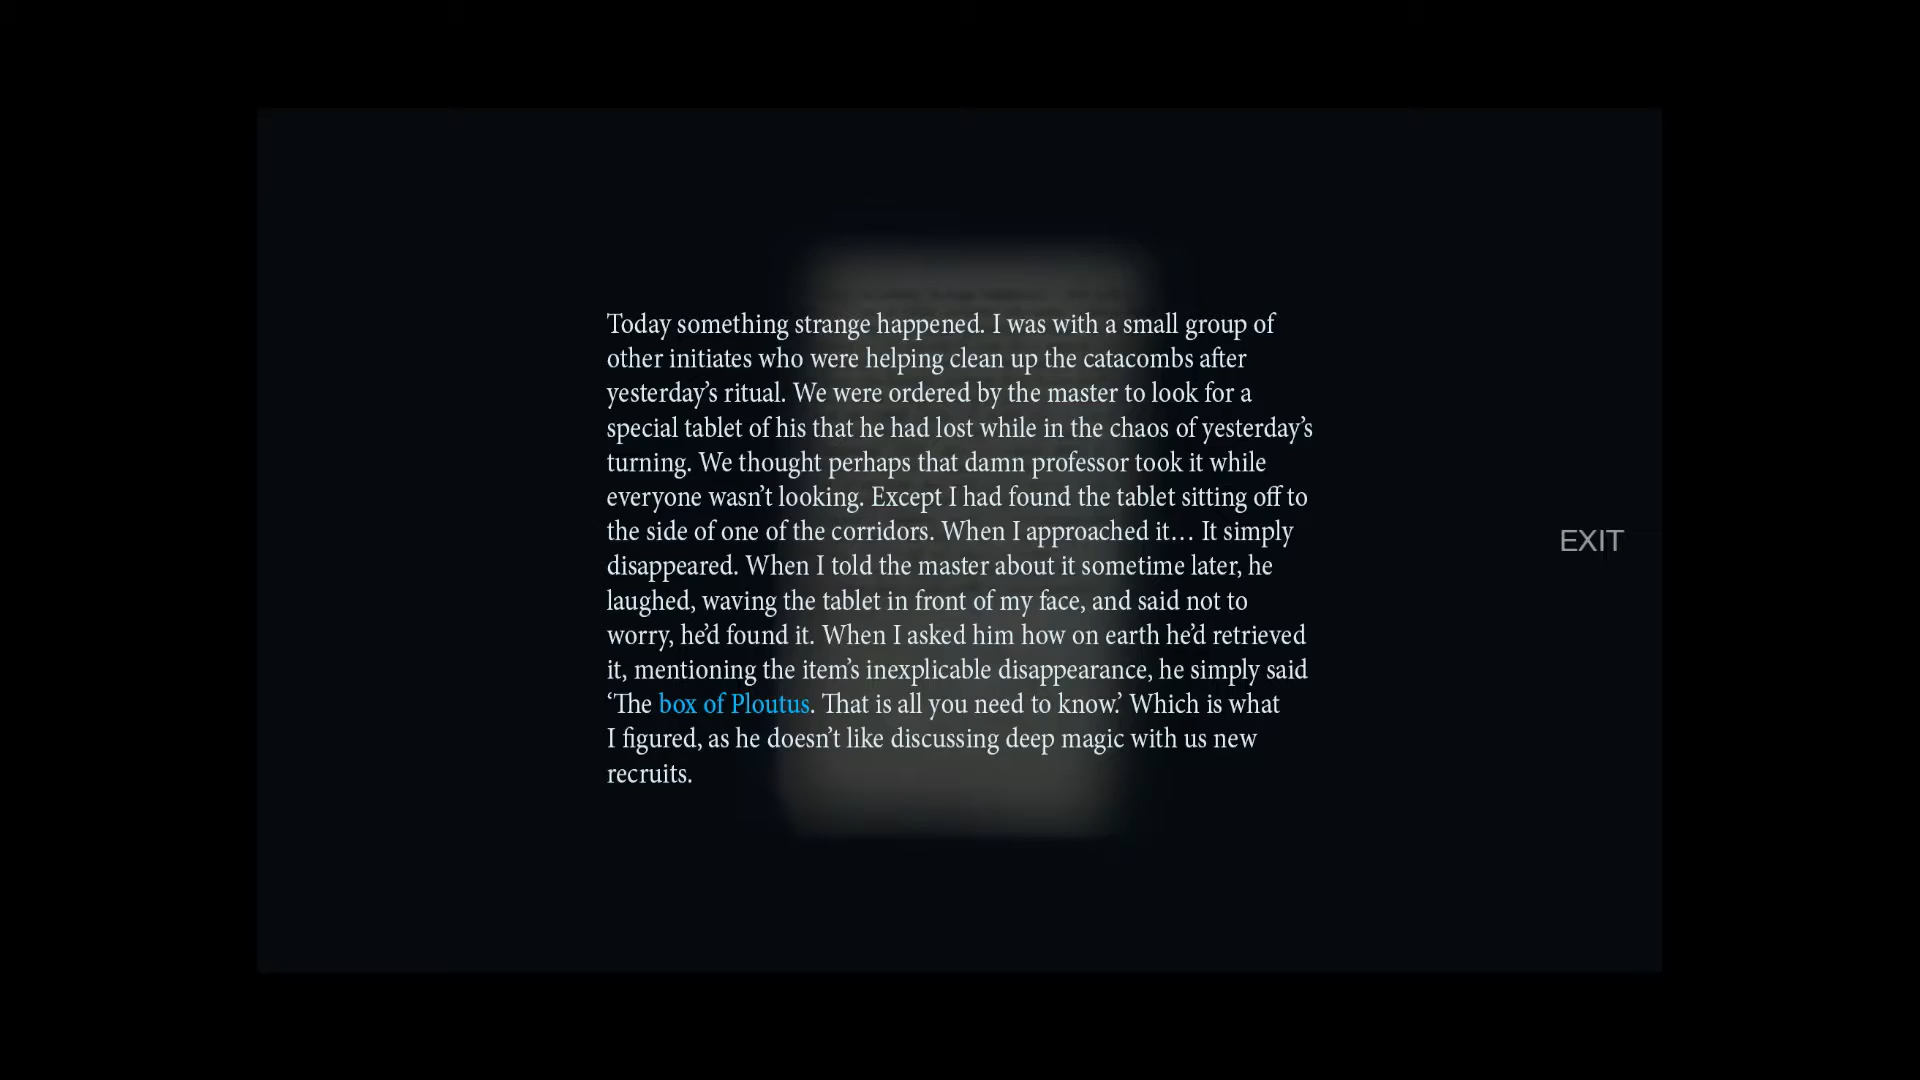 Today something strange happened. I was with a small group of
other initiates who were helping clean up the catacombs after
yesterday’s ritual. We were ordered by the master to look for a
special tablet of his that he had lost while in the chaos of yesterday’s
turning. We thought perhaps that damn professor took it while
everyone wasn’t looking. Except I had found the tablet sitting off to
the side of one of the corridors. When I approached it… It simply
disappeared. When I told the master about it sometime later, he
laughed, waving the tablet in front of my face, and said not to
worry, he’d found it. When I asked him how on earth he’d retrieved
it, mentioning the item’s inexplicable disappearance, he simply said
‘The box of Ploutus. That is all you need to know.’ Which is what
I figured, as he doesn’t like discussing deep magic with us new
recruits.
EXIT